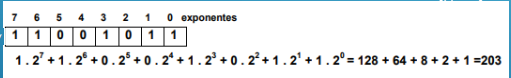 7 6 5 4 3 2 1 0 exponentes
1 1 0 0 1 0 1 1
1 . 2⁷ + 1 . 2⁶ + 0 . 2⁵ + 0 . 2⁴ + 1 . 2³ + 0 . 2² + 1 . 2¹ + 1 . 2⁰ = 128 + 64 + 8 + 2 + 1 =203